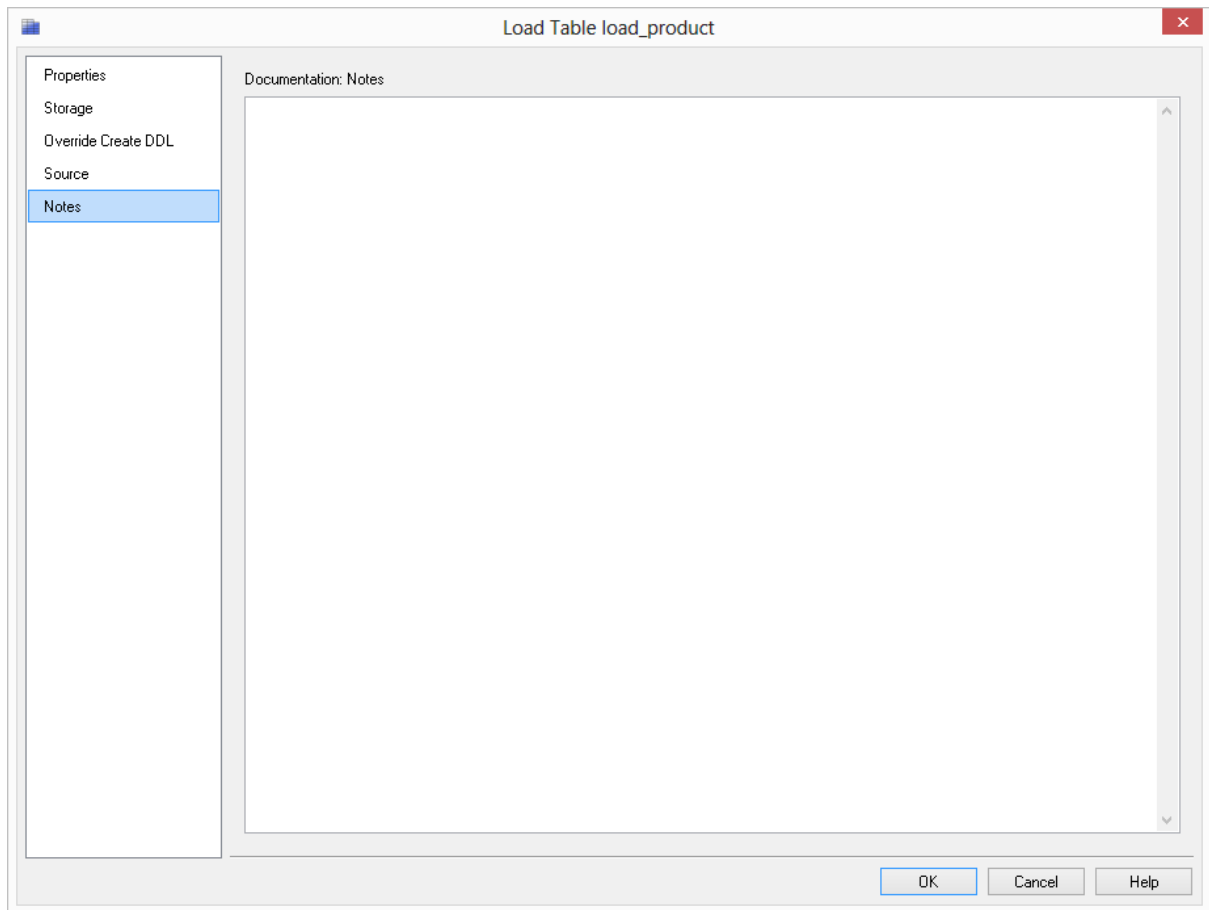 Load Table load_product
Properties
Storage
Override Create DDL
Source
Notes
Documentation: Notes
OK
Cancel
Help